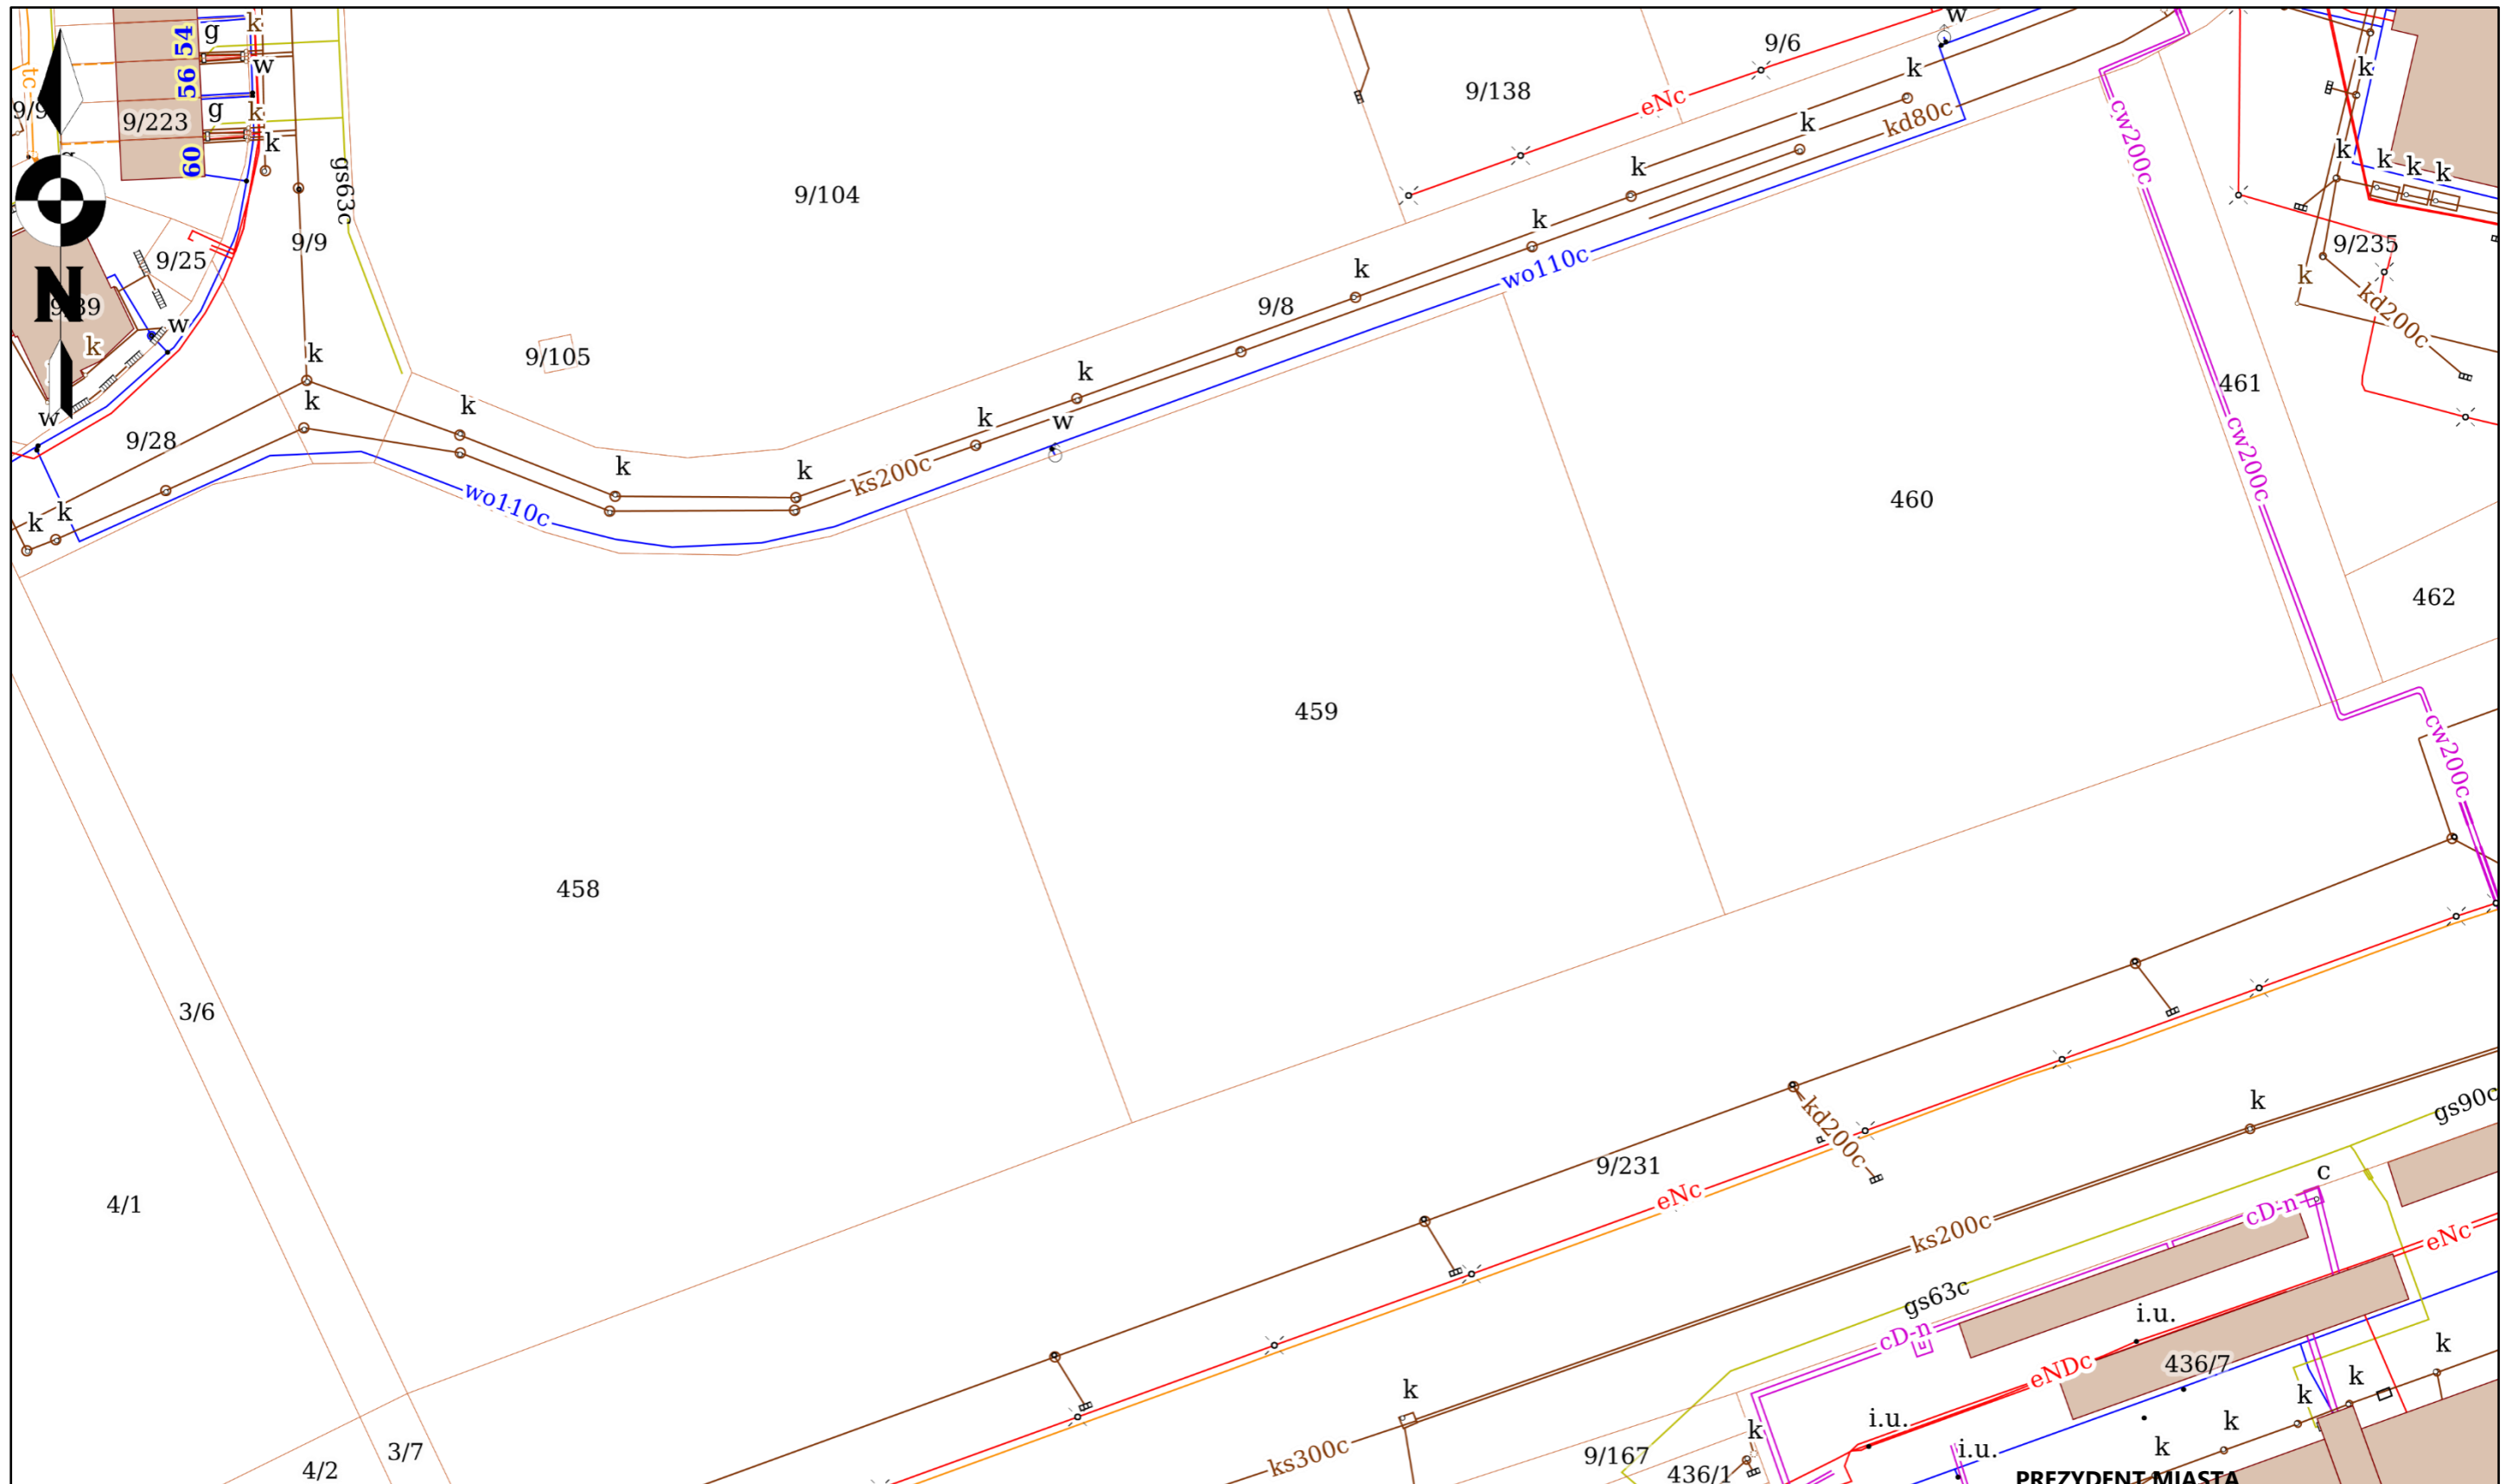 g
k
w
9/6
tc
54
56
60
9/9
9/223
g
k
k
k
9/138
eNc
k
kd80c
cw200c
k
k
k
k
k
gs63c
9/104
k
k
9/25
9/9
9/235
k
wo110c
k
9/8
kd200c
N
w
k
k
9/105
461
k
k
k
k
w
w
9/28
k
k
ks200c
cw200c
460
wo110c
k
k
462
459
cw200c
458
3/6
gs90c
k
kd200c
9/231
4/1
eNc
c
cD-n
ks200c
eNc
gs63c
i.u.
cD-n
eNDc
436/7
k
k
k
k
i.u.
k
k
k
i.u.
ks300c
9/167
3/7
4/2
436/1
PREZYDENT MIASTA